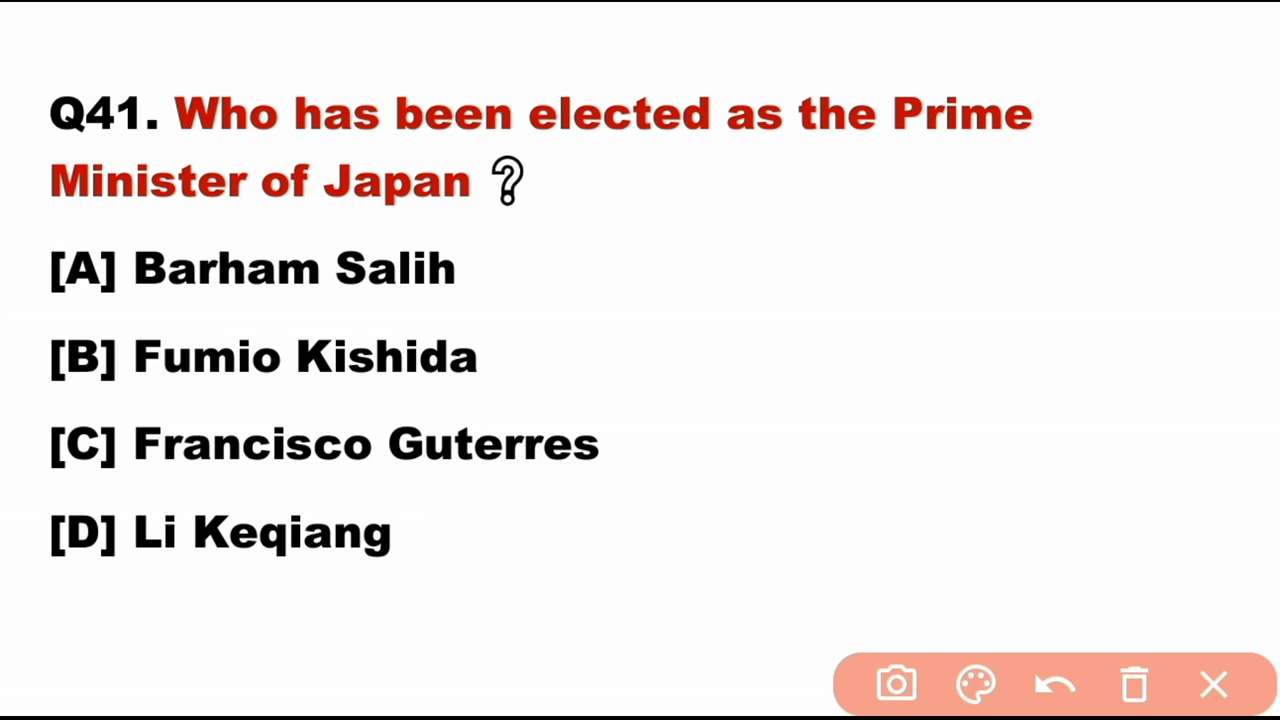 Q41. Who has been elected as the Prime
Minister of Japan ?
[A] Barham Salih
[B] Fumio Kishida
[C] Francisco Guterres
[D] Li Keqiang